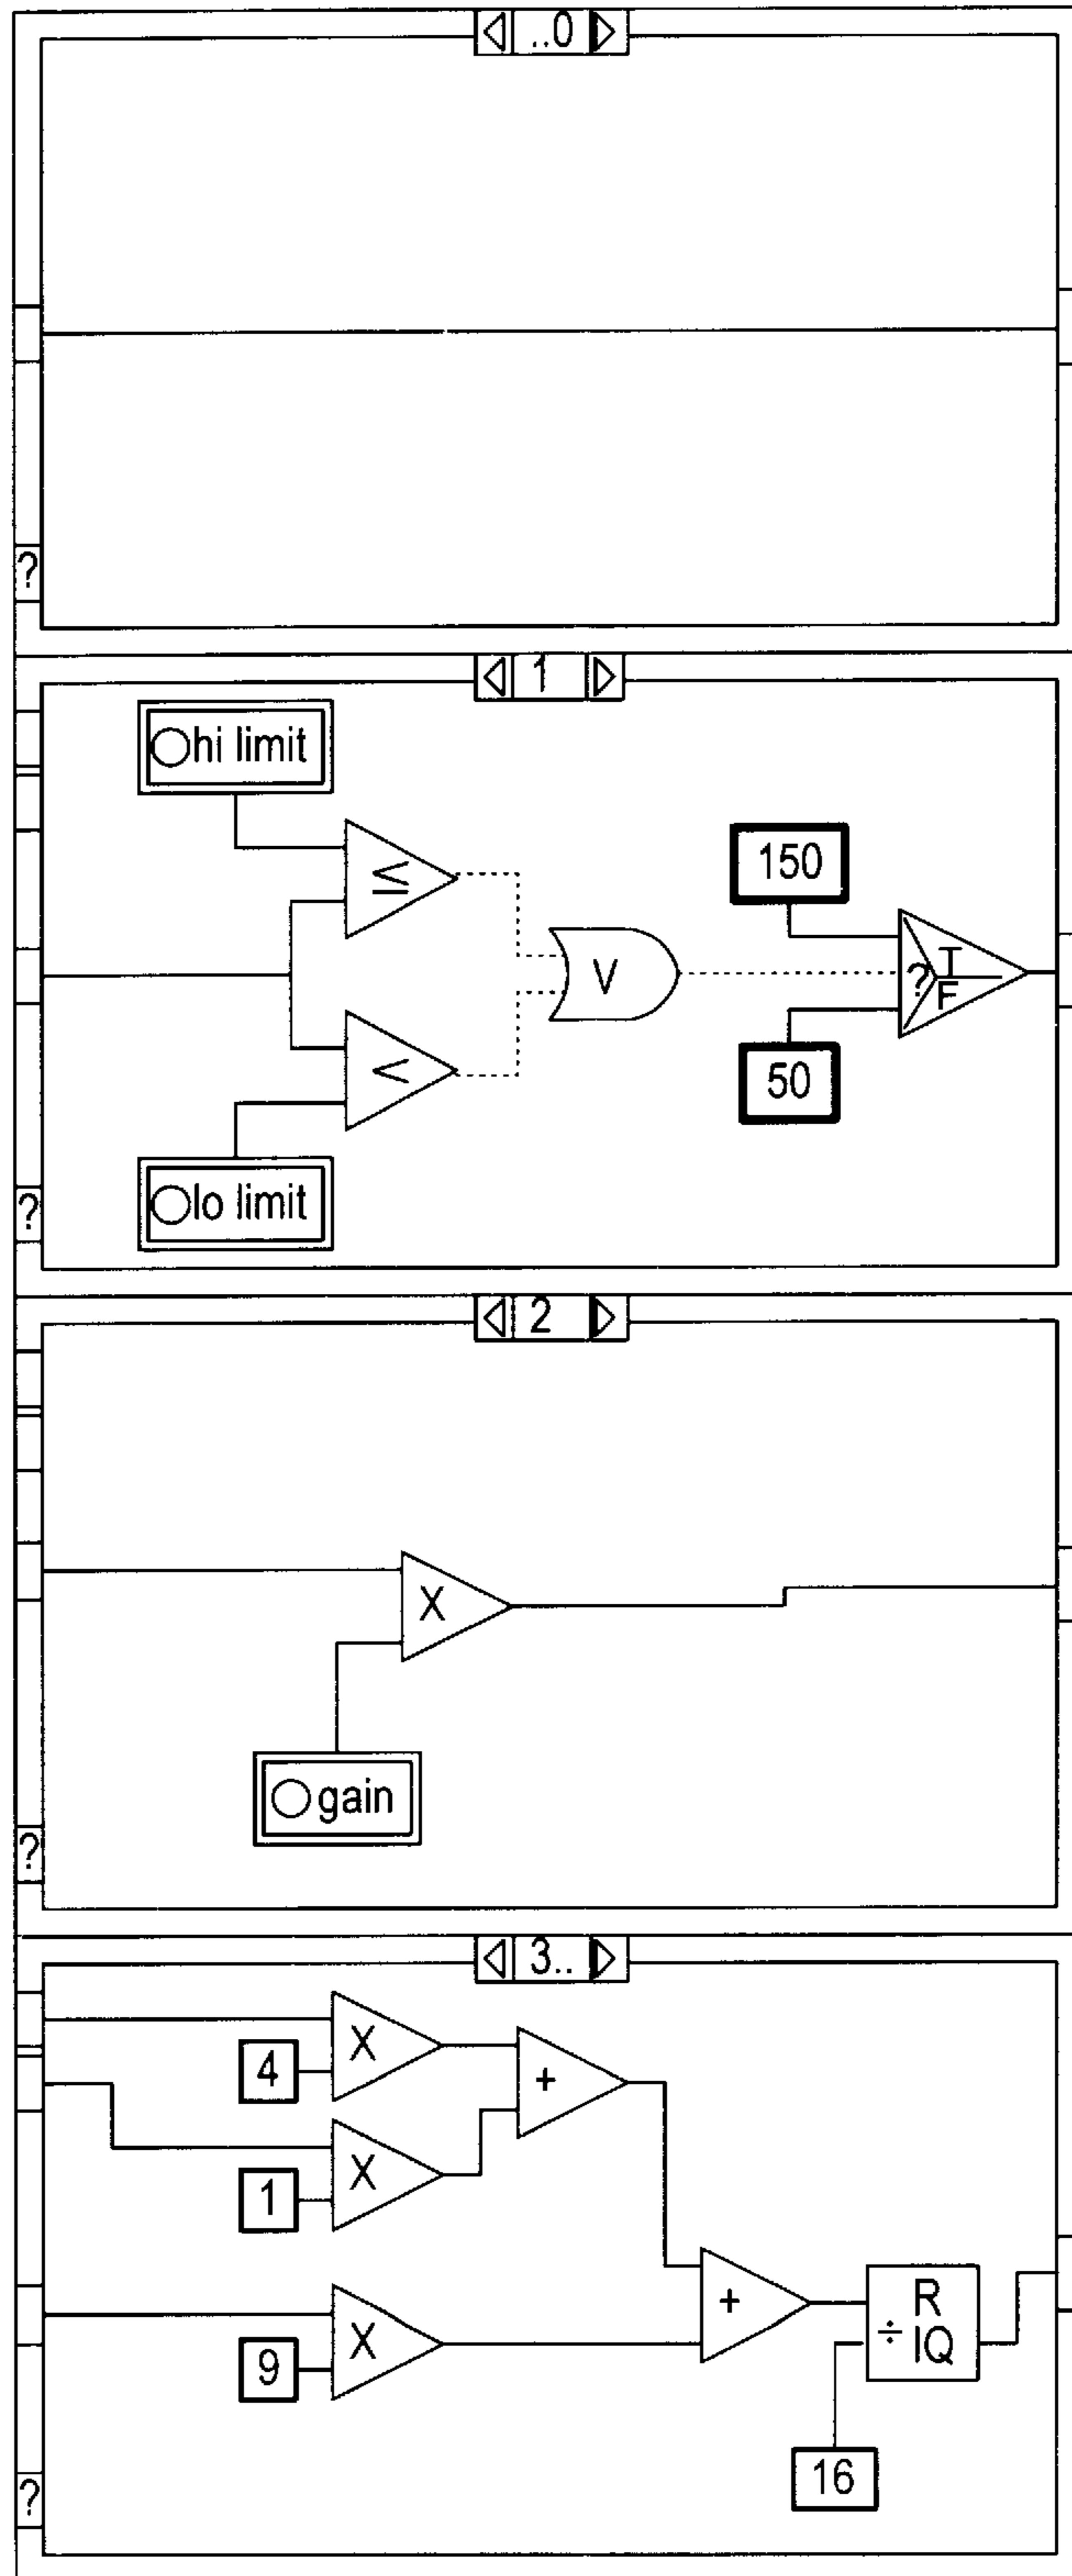 ..0
?
1
hi limit
≤
150
V
? T
F
<
50
lo limit
?
2
X
gain
?
3..
X
4
+
X
1
R
+
÷ IQ
X
9
16
?